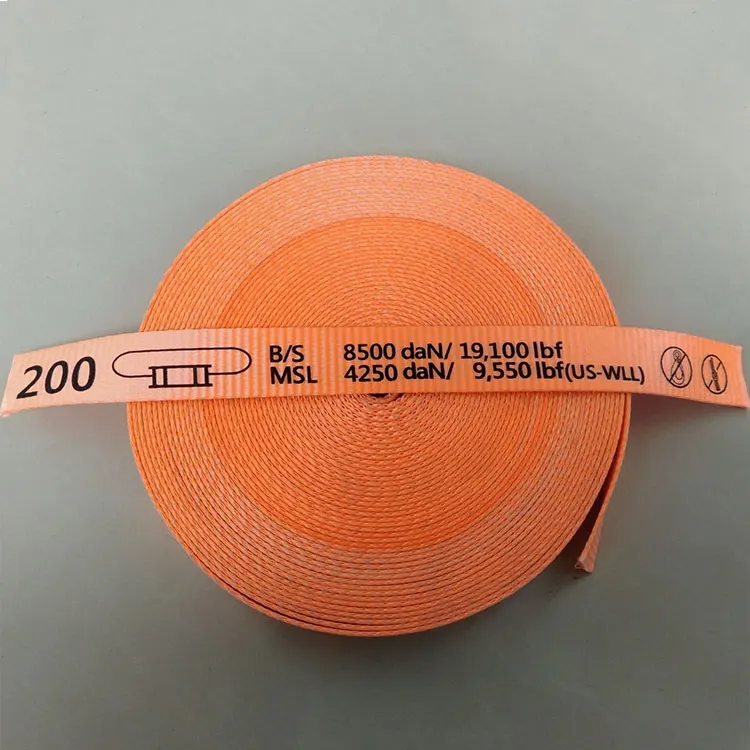 200
B/S 8500 daN/ 19,100 lbf
MSL 4250 daN/ 9,550 lbf(US-WLL)